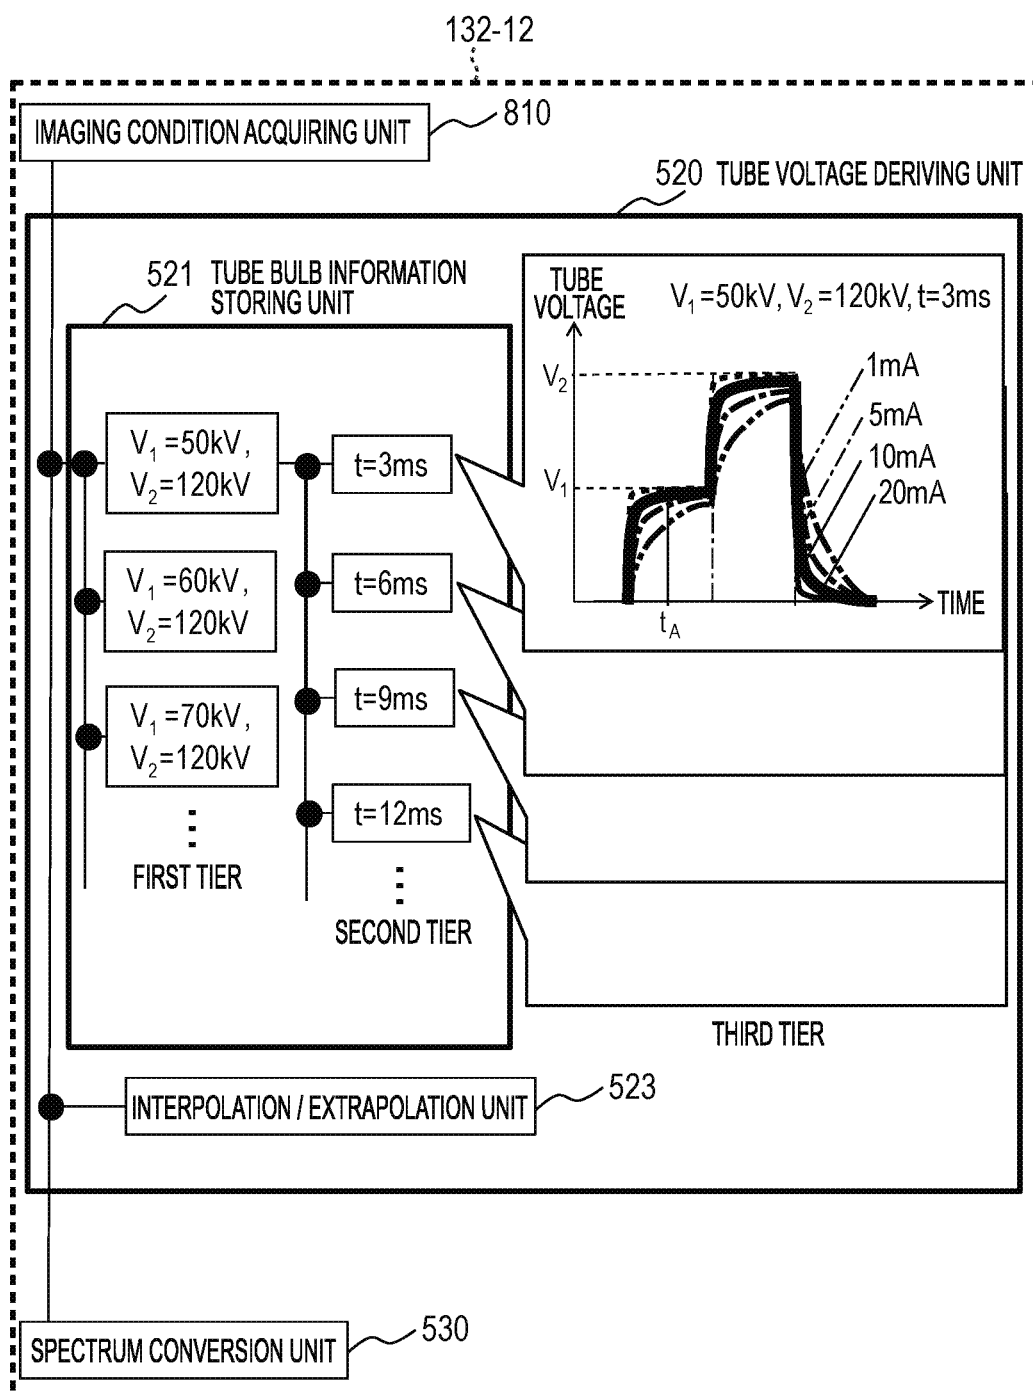 132-12
IMAGING CONDITION ACQUIRING UNIT
810
520 TUBE VOLTAGE DERIVING UNIT
521 TUBE BULB INFORMATION
STORING UNIT
TUBE
VOLTAGE
V₁ =50kV, V₂ =120kV, t=3ms
V₂
V₁
1mA
5mA
10mA
20mA
TIME
t_A
V₁ =50kV,
V₂=120kV
t=3ms
V₁ =60kV,
V₂=120kV
t=6ms
V₁ =70kV,
V₂=120kV
t=9ms
t=12ms
FIRST TIER
SECOND TIER
THIRD TIER
INTERPOLATION / EXTRAPOLATION UNIT
523
SPECTRUM CONVERSION UNIT
530